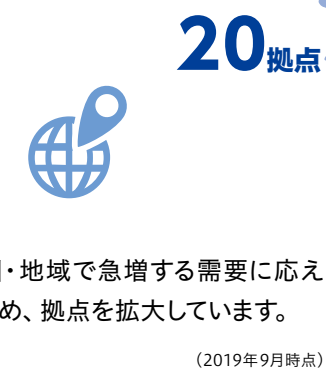 20拠点
・地域で急増する需要に応え
め、拠点を拡大しています。
（2019年9月時点）